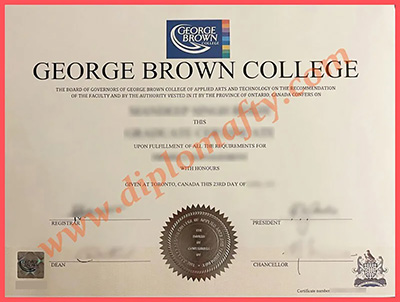 GEORGE
BROWN
COLLEGE
GEORGE BROWN COLLEGE
THE BOARD OF GOVERNORS OF GEORGE BROWN COLLEGE OF APPLIED ARTS AND TECHNOLOGY ON THE RECOMMENDATION
OF THE FACULTY AND BY THE AUTHORITY VESTED IN IT BY THE PROVINCE OF ONTARIO, CANADA CONFERS ON
THIS
UPON FULFILLMENT OF ALL THE REQUIREMENTS FOR
WITH HONOURS
GIVEN AT TORONTO, CANADA THIS 23RD DAY OF
www.diplomafty.com
REGISTRAR
PRESIDENT
DEAN
CHANCELLOR
Certificate number